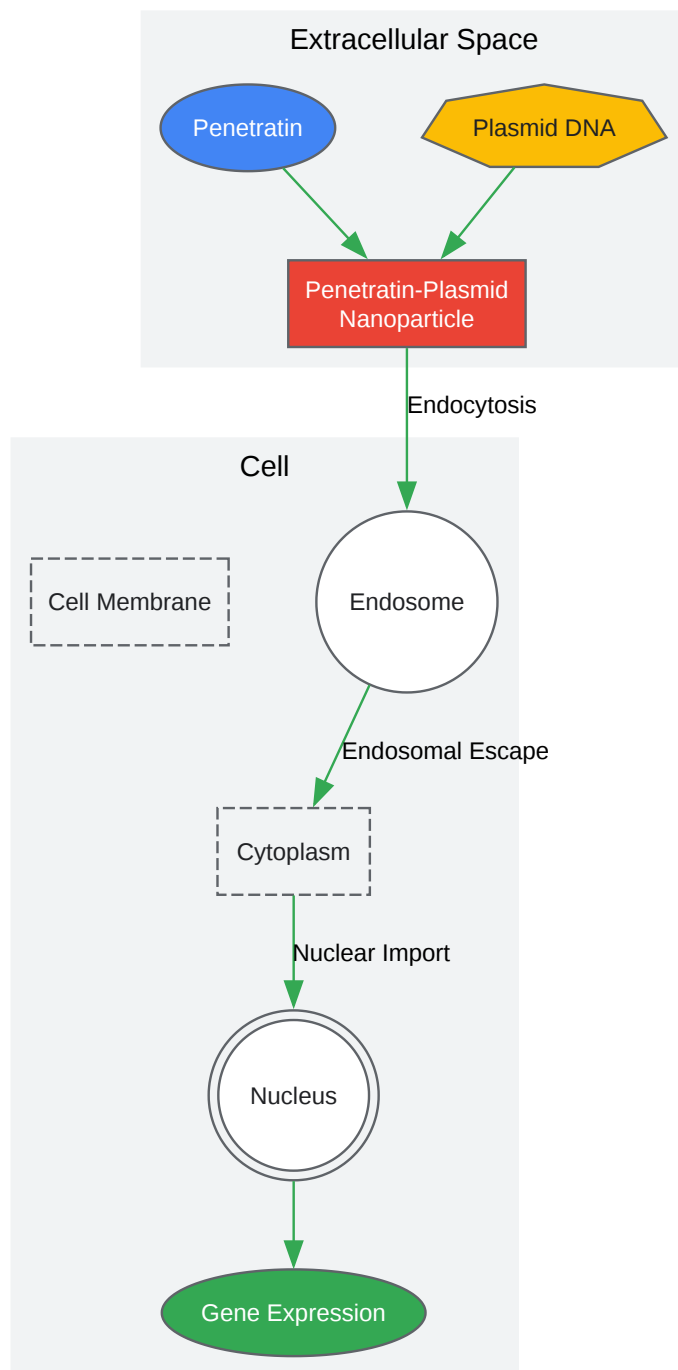 Extracellular Space
Penetratin
Plasmid DNA
Penetratin-Plasmid
Nanoparticle
Endocytosis
Cell
Cell Membrane
Endosome
Endosomal Escape
Cytoplasm
Nuclear Import
Nucleus
Gene Expression